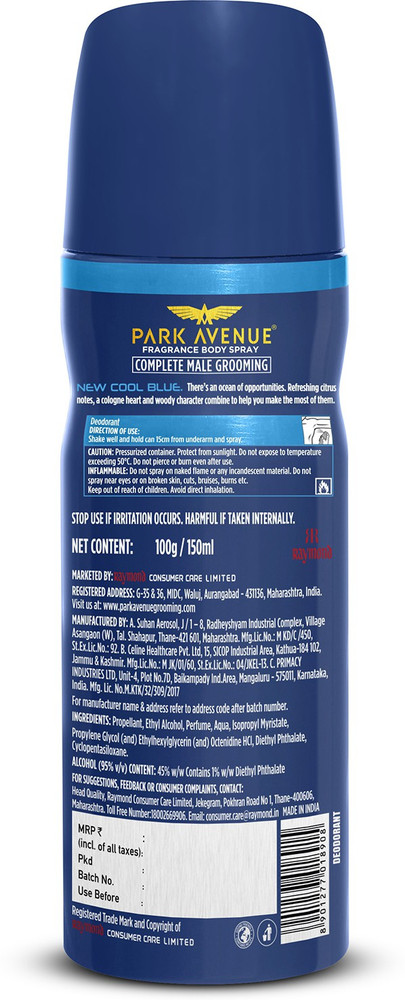 PARK AVENUE®
FRAGRANCE BODY SPRAY
COMPLETE MALE GROOMING
NEW COOL BLUE. There's an ocean of opportunities. Refreshing citrus
notes, a cologne heart and woody character combine to help you make the most of them.
Deodorant
DIRECTION OF USE:
Shake well and hold can 15cm from underarm and spray.
CAUTION: Pressurized container. Protect from sunlight. Do not expose to temperature
exceeding 50°C. Do not pierce or burn even after use.
INFLAMMABLE: Do not spray on naked flame or any incandescent material. Do not
spray near eyes or on broken skin, cuts, bruises, burns etc.
Keep out of reach of children. Avoid direct inhalation.
STOP USE IF IRRITATION OCCURS. HARMFUL IF TAKEN INTERNALLY.
NET CONTENT: 100g / 150ml
Raymond
MARKETED BY: Raymond CONSUMER CARE LIMITED
REGISTERED ADDRESS: G-35 & 36, MIDC, Waluj, Aurangabad - 431136, Maharashtra, India.
Visit us at: www.parkavenuegrooming.com
MANUFACTURED BY: A. Suhan Aerosol, J / 1 – 8, Radheyshyam Industrial Complex, Village
Asangaon (W), Tal. Shahapur, Thane-421 601, Maharashtra. Mfg.Lic.No.: M KD/C /450,
St.Ex.Lic.No.: 92. B. Celine Healthcare Pvt. Ltd, 15, SICOP Industrial Area, Kathua-184 102,
Jammu & Kashmir. Mfg.Lic.No.: M JK/01/60, St.Ex.Lic.No.: 04/JKEL-13. C. PRIMACY
INDUSTRIES LTD, Unit-4, Plot No.7D, Baikampady Ind.Area, Mangaluru - 575011, Karnataka,
India. Mfg. Lic. No.M.KTK/32/309/2017
For manufacturer name & address refer to address code after batch number.
INGREDIENTS: Propellant, Ethyl Alcohol, Perfume, Aqua, Isopropyl Myristate,
Propylene Glycol (and) Ethylhexylglycerin (and) Octenidine HCl, Diethyl Phthalate,
Cyclopentasiloxane.
ALCOHOL (95% v/v) CONTENT: 45% w/w Contains 1% w/w Diethyl Phthalate
FOR SUGGESTIONS, FEEDBACK OR CONSUMER COMPLAINTS, CONTACT:
Head Quality, Raymond Consumer Care Limited, Jekegram, Pokhran Road No 1, Thane-400606,
Maharashtra. Toll Free Number:18002669906. Email: consumer.care@raymond.in MADE IN INDIA
MRP ₹ :
(incl. of all taxes):
Pkd :
Batch No. :
Use Before :
8901277018908
DEODORANT
Registered Trade Mark and Copyright of
Raymond CONSUMER CARE LIMITED